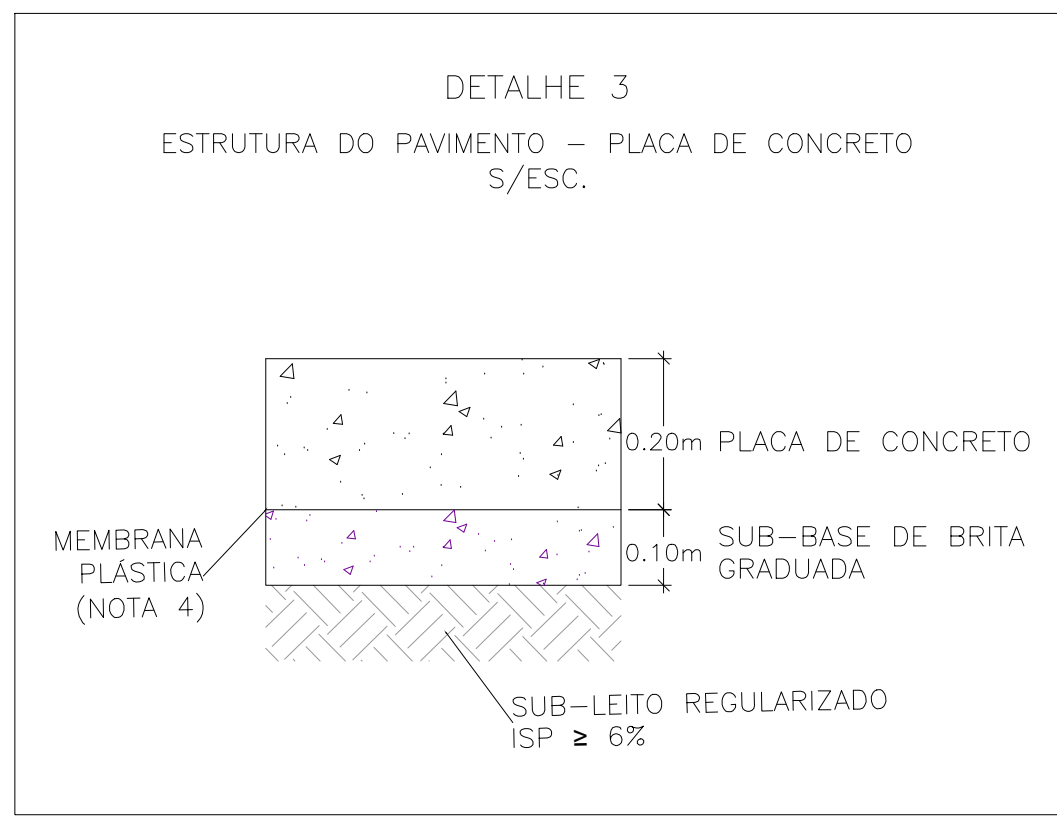 DETALHE 3
ESTRUTURA DO PAVIMENTO – PLACA DE CONCRETO
S/ESC.
0.20m PLACA DE CONCRETO
MEMBRANA
PLÁSTICA
(NOTA 4)
0.10m SUB–BASE DE BRITA
GRADUADA
SUB–LEITO REGULARIZADO
ISP ≥ 6%